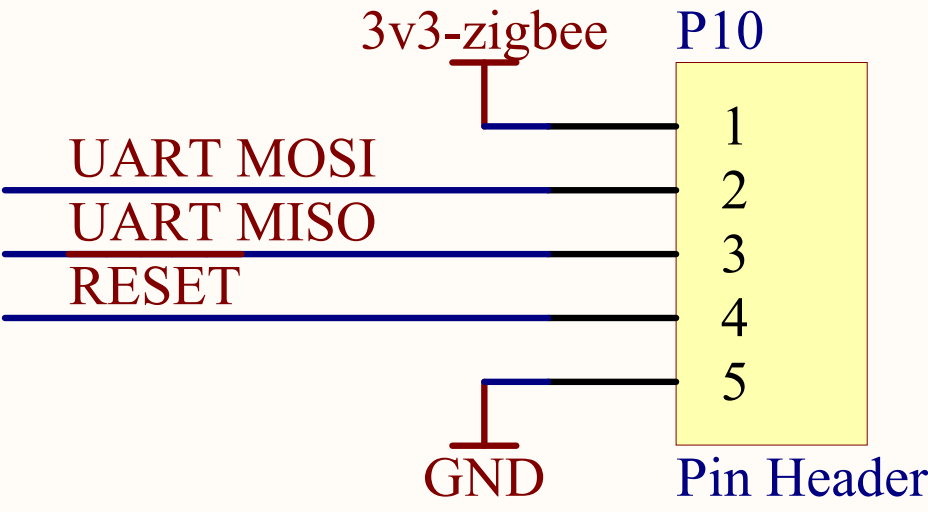 3v3-zigbee
P10
1
UART MOSI
2
UART MISO
3
RESET
4
5
GND
Pin Header